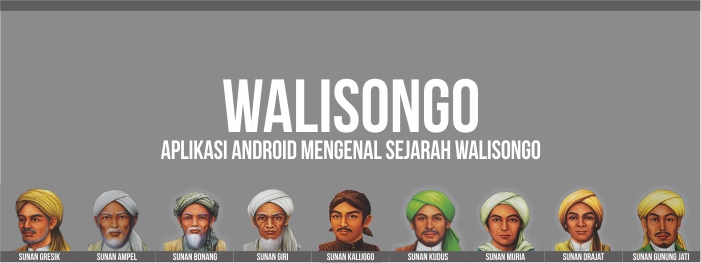 WALISONGO
APLIKASI ANDROID MENGENAL SEJARAH WALISONGO
SUNAN GRESIK
SUNAN AMPEL
SUNAN BONANG
SUNAN GIRI
SUNAN KALIJOGO
SUNAN KUDUS
SUNAN MURIA
SUNAN DRAJAT
SUNAN GUNUNG JATI